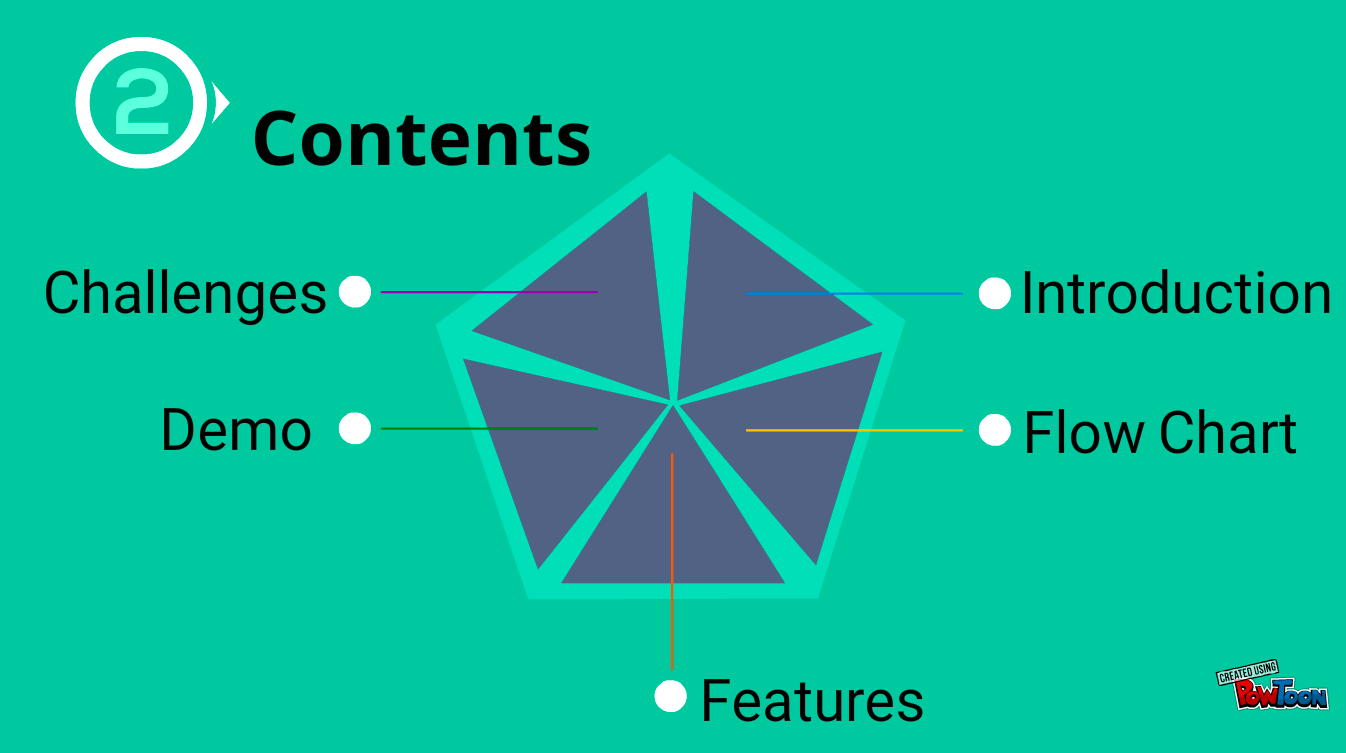 2
Contents
Challenges
Introduction
Demo
Flow Chart
Features
CREATED USING
POWTOON